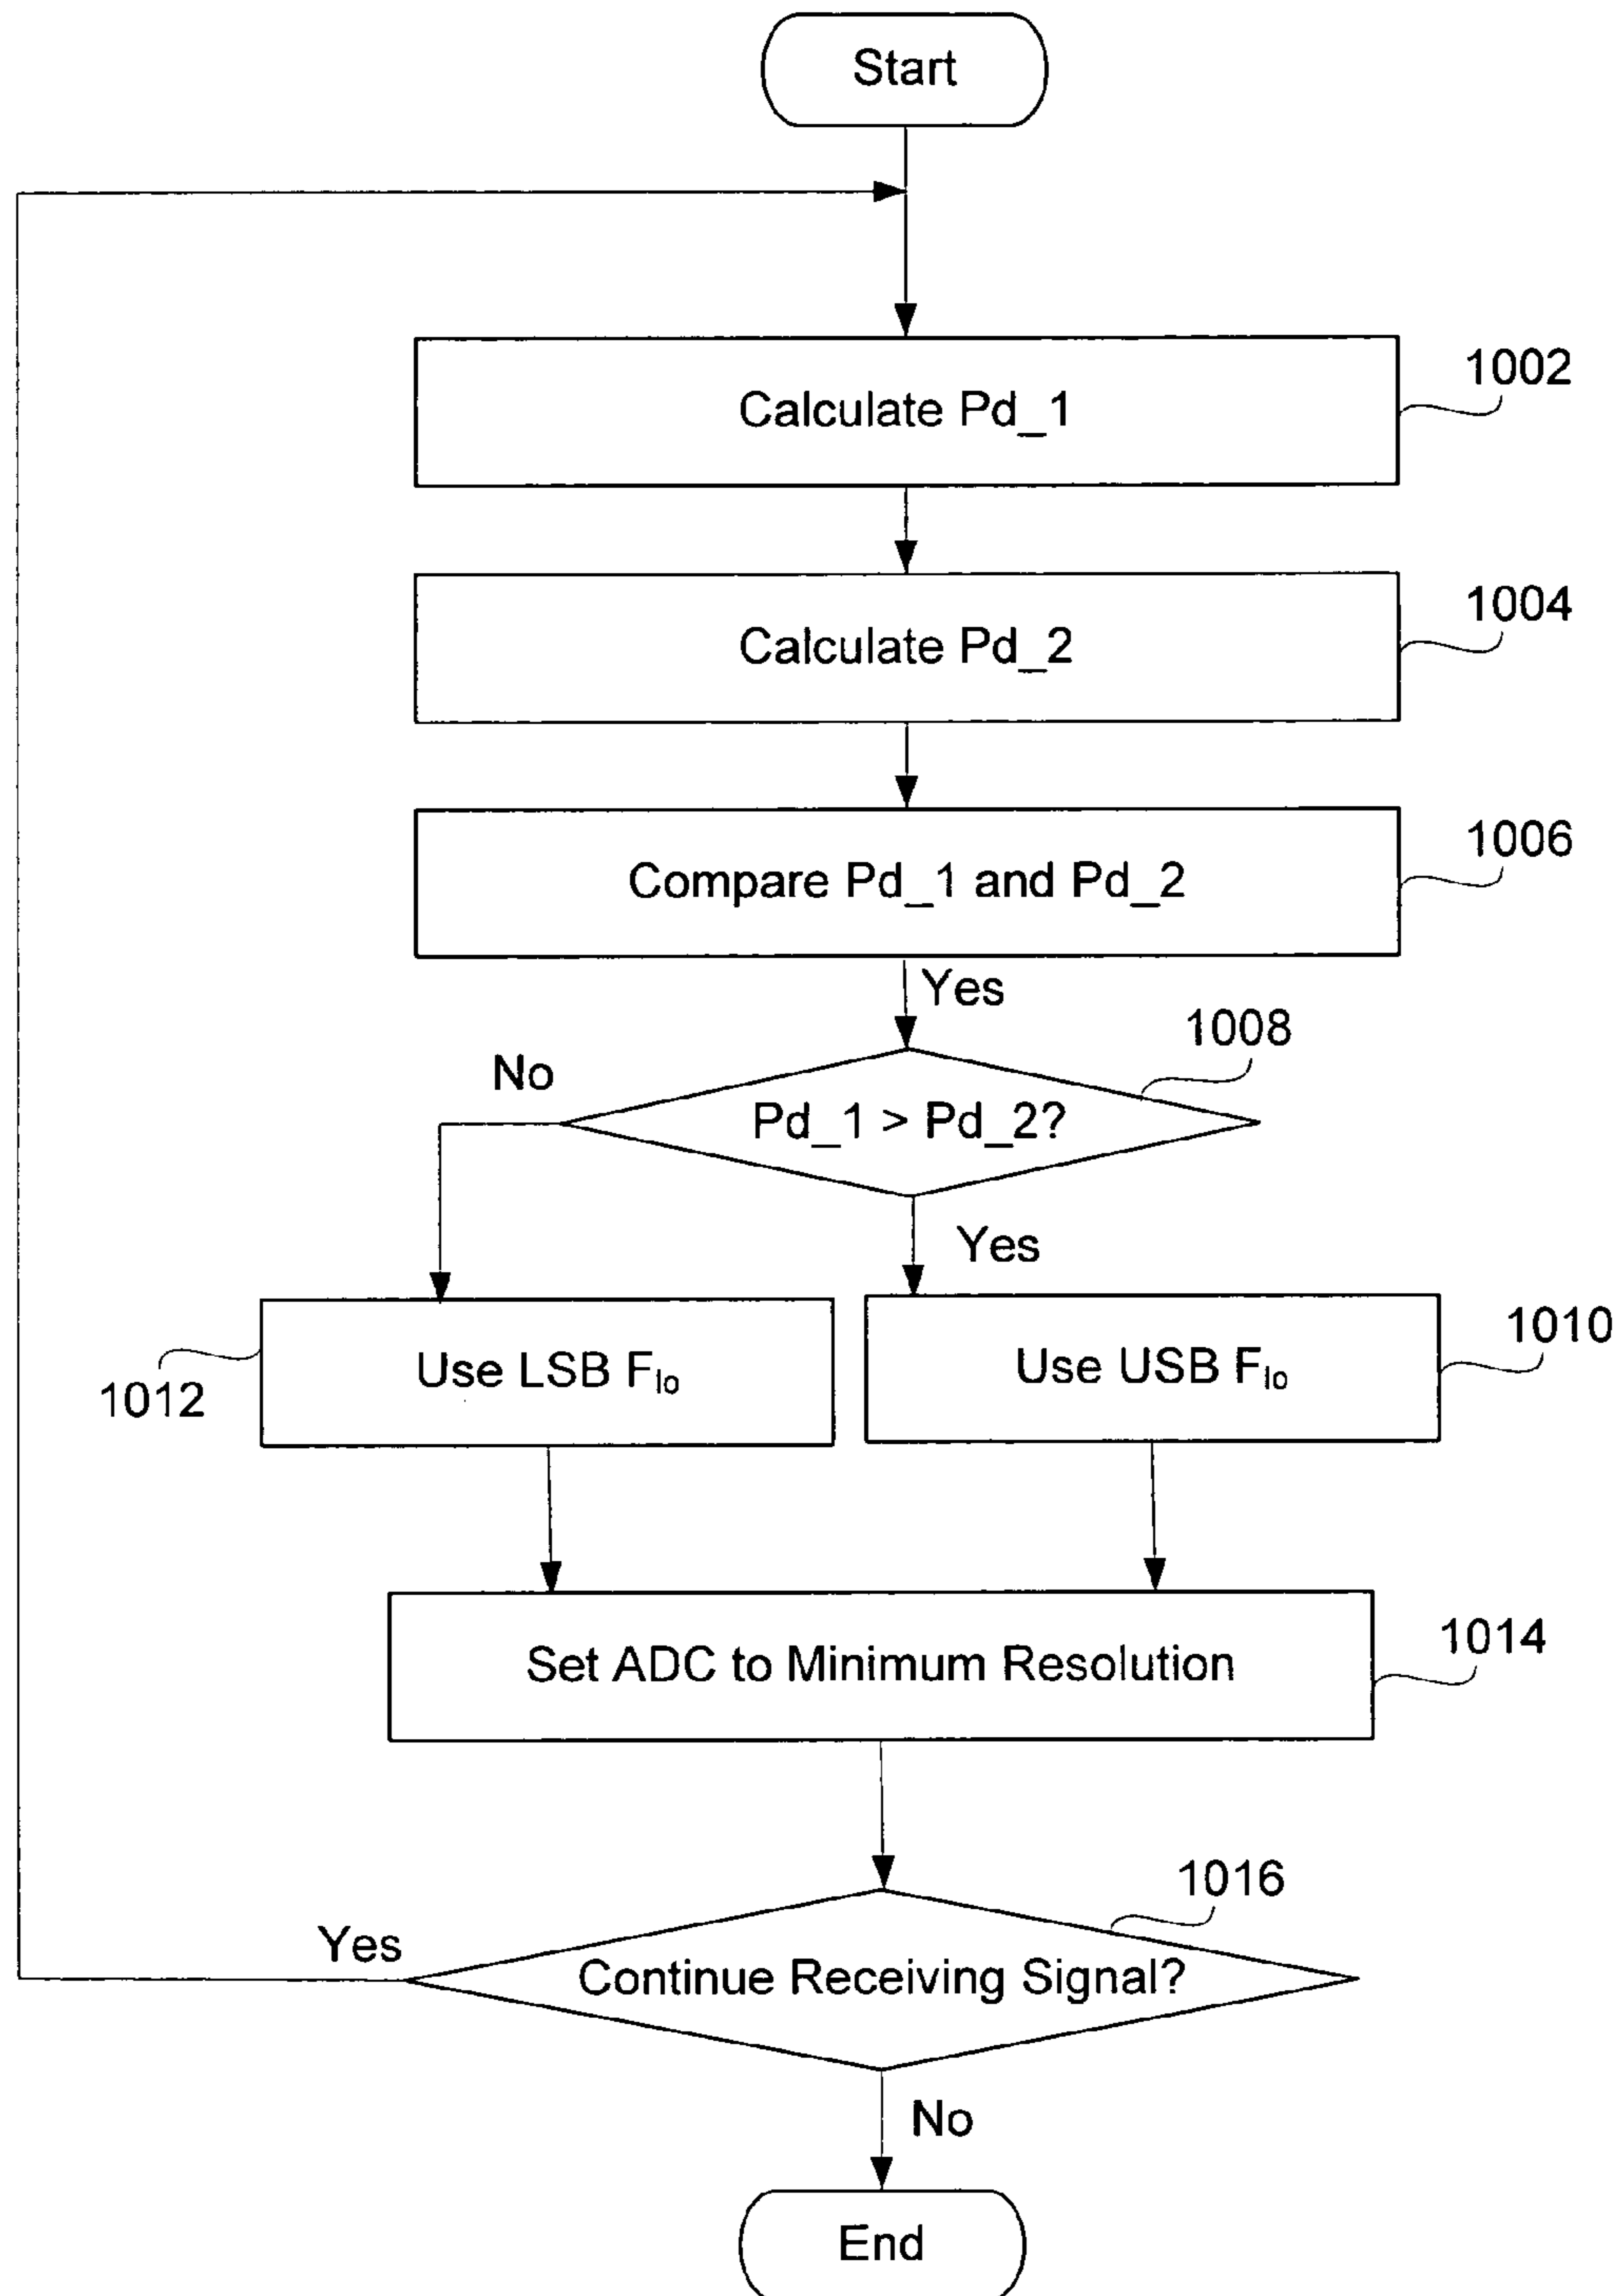 Start
Calculate Pd_1
1002
Calculate Pd_2
1004
Compare Pd_1 and Pd_2
1006
Yes
No
Pd_1 > Pd_2?
1008
Yes
Use LSB Flo
1012
Use USB Flo
1010
Set ADC to Minimum Resolution
1014
Yes
Continue Receiving Signal?
1016
No
End